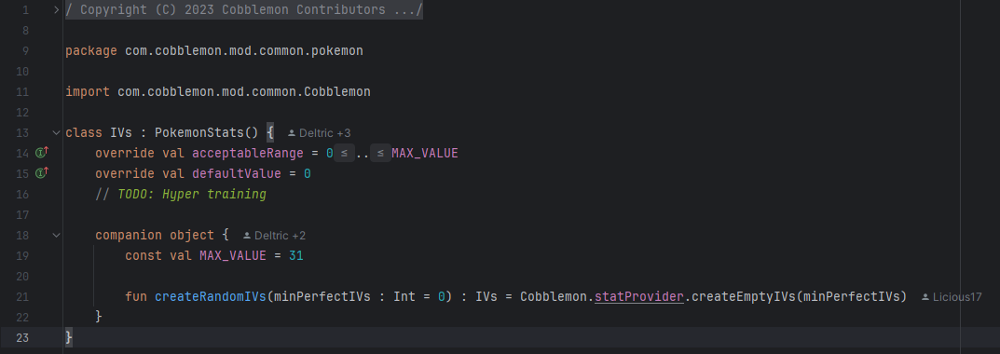 1 / Copyright (C) 2023 Cobblemon Contributors .../
8
9 package com.cobblemon.mod.common.pokemon
10
11 import com.cobblemon.mod.common.Cobblemon
12
13 class IVs : PokemonStats() { Deltric +3
14 override val acceptableRange = 0 ≤ .. ≤ MAX_VALUE
15 override val defaultValue = 0
16 // TODO: Hyper training
17
18 companion object { Deltric +2
19 const val MAX_VALUE = 31
20
21 fun createRandomIVs(minPerfectIVs : Int = 0) : IVs = Cobblemon.statProvider.createEmptyIVs(minPerfectIVs) Licious17
22 }
23 }